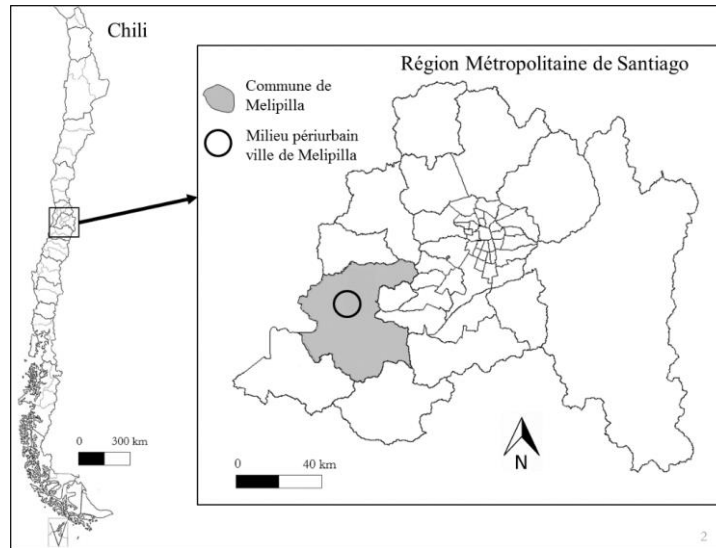 Chili
Région Métropolitaine de Santiago
Commune de
Melipilla
Milieu périurbain
ville de Melipilla
0 300 km
0 40 km
N
2